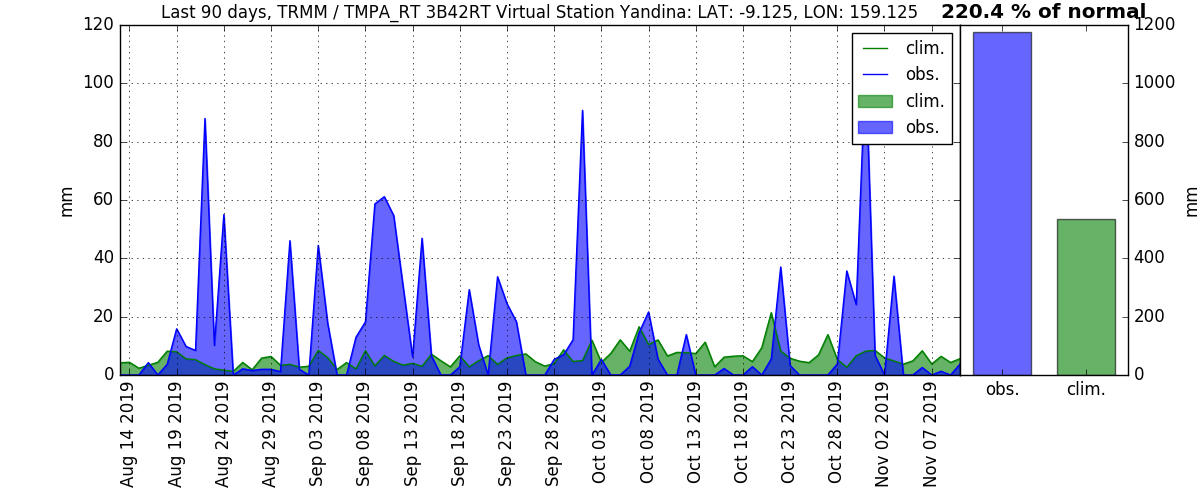 Last 90 days, TRMM / TMPA_RT 3B42RT Virtual Station Yandina: LAT: -9.125, LON: 159.125
220.4 % of normal
120
100
80
60
40
20
0
mm
clim.
obs.
clim.
obs.
1200
1000
800
600
400
200
0
mm
Aug 14 2019
Aug 19 2019
Aug 24 2019
Aug 29 2019
Sep 03 2019
Sep 08 2019
Sep 13 2019
Sep 18 2019
Sep 23 2019
Sep 28 2019
Oct 03 2019
Oct 08 2019
Oct 13 2019
Oct 18 2019
Oct 23 2019
Oct 28 2019
Nov 02 2019
Nov 07 2019
obs.
clim.